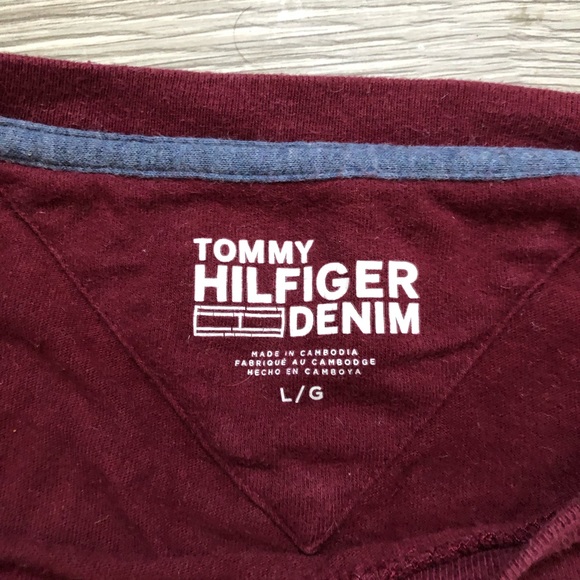 TOMMY
HILFIGER
DENIM
MADE IN CAMBODIA
FABRIQUÉ AU CAMBODGE
HECHO EN CAMBOYA
L/G